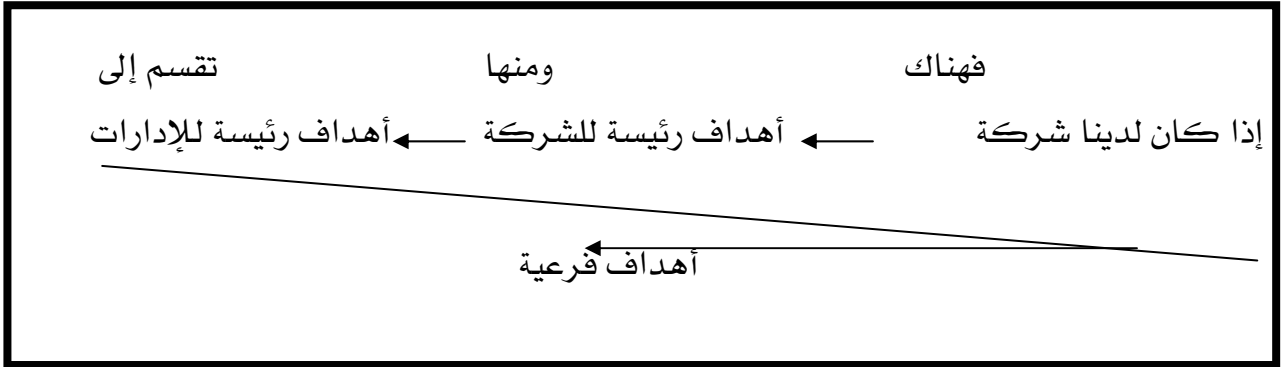 فهناك ومنها تقسم إلى
إذا كان لدينا شركة أهداف رئيسة للشركة أهداف رئيسة للإدارات
أهداف فرعية